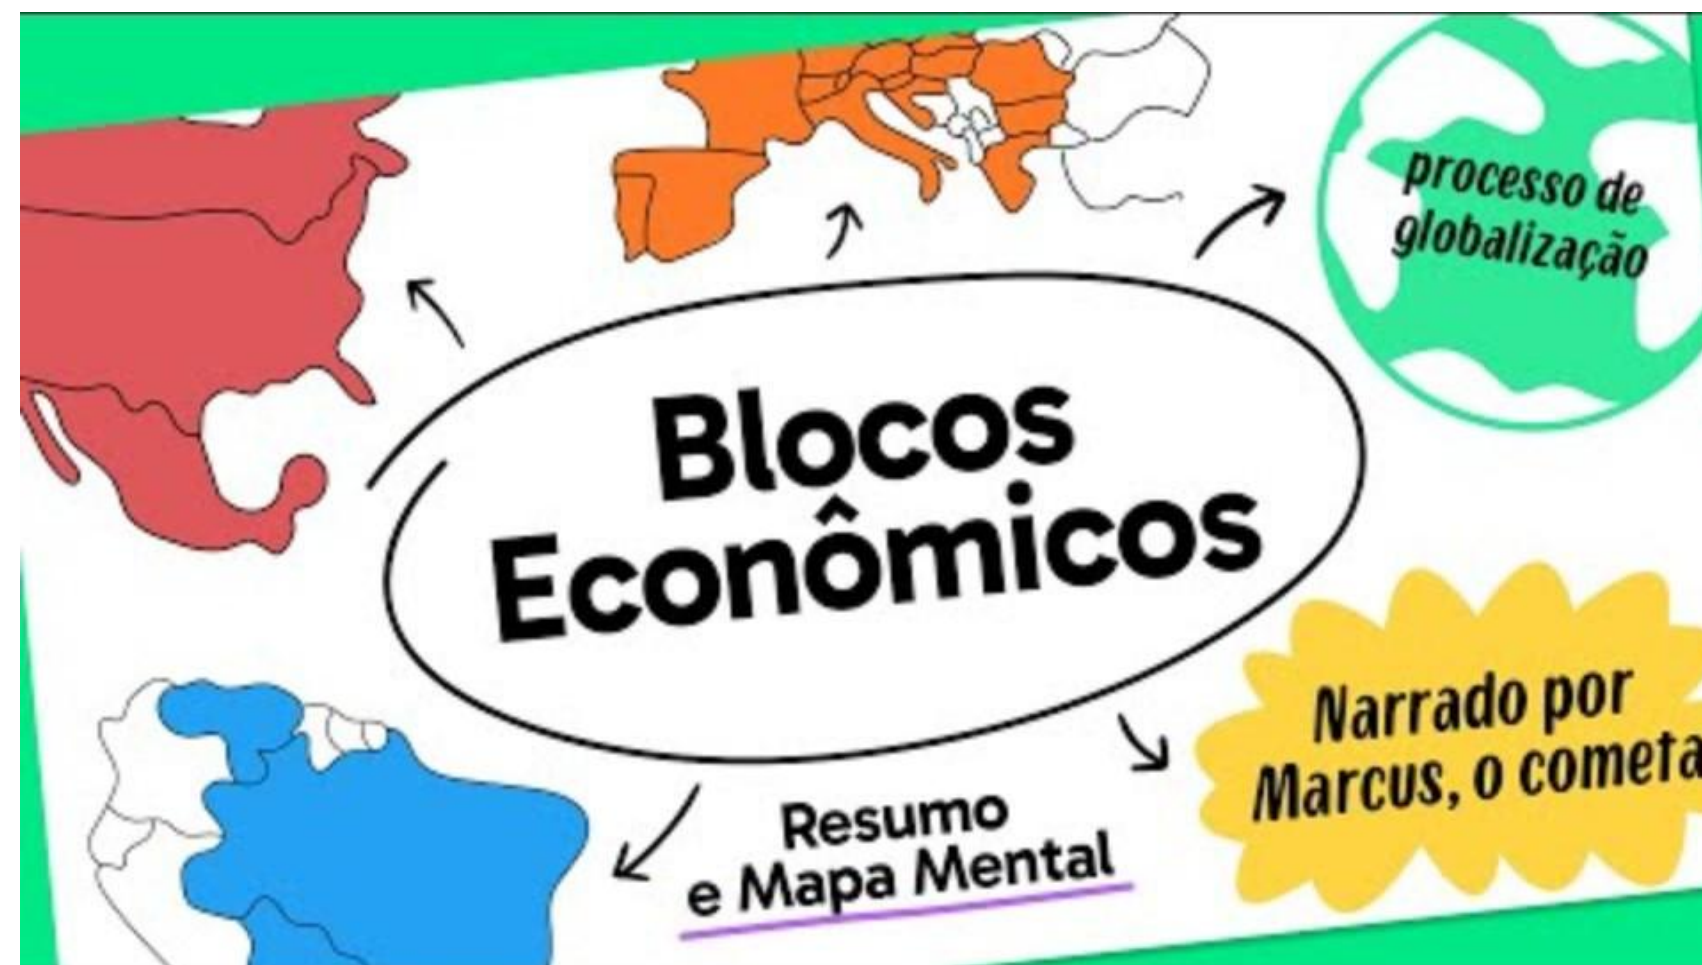 processo de
globalização
Blocos
Econômicos
Narrado por
Marcus, o cometa
Resumo
e Mapa Mental